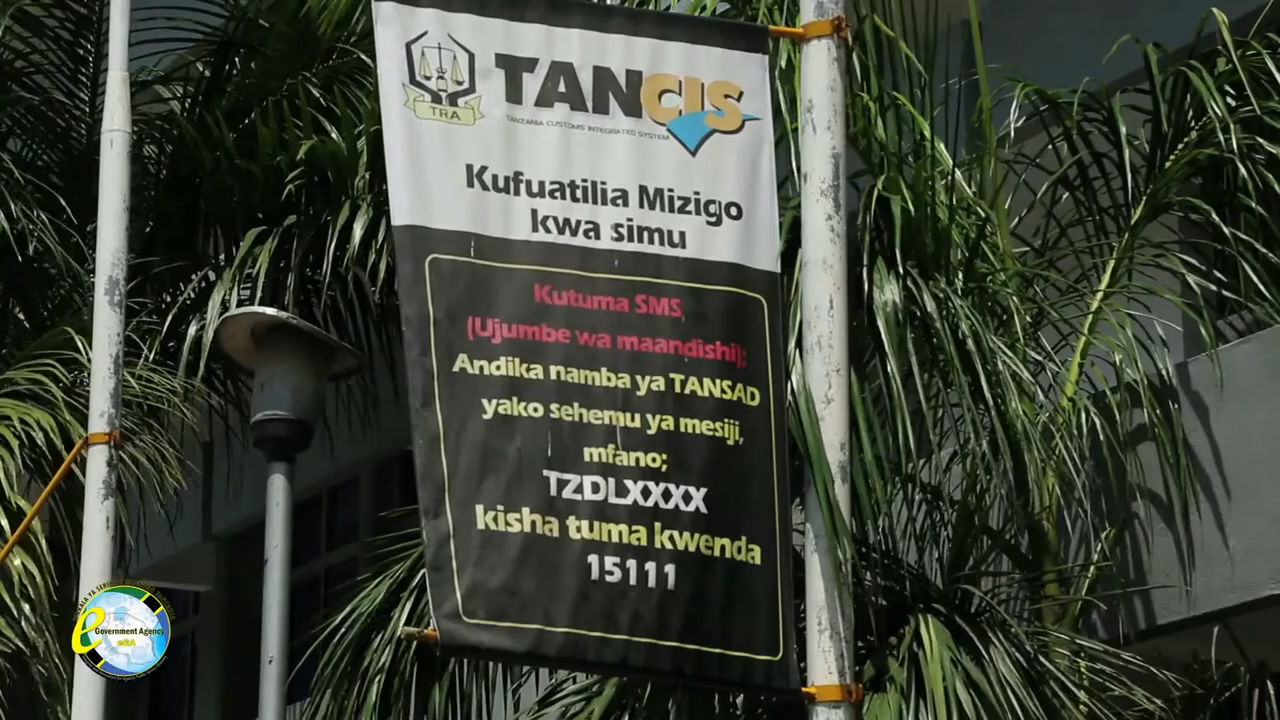 TRA
TANCIS
TANZANIA CUSTOMS INTEGRATED SYSTEM
Kufuatilia Mizigo
kwa simu
Kutuma SMS,
(Ujumbe wa maandishi);
Andika namba ya TANSAD
yako sehemu ya mesiji,
mfano;
TZDLXXXX
kisha tuma kwenda
15111
e
Government Agency
eGA